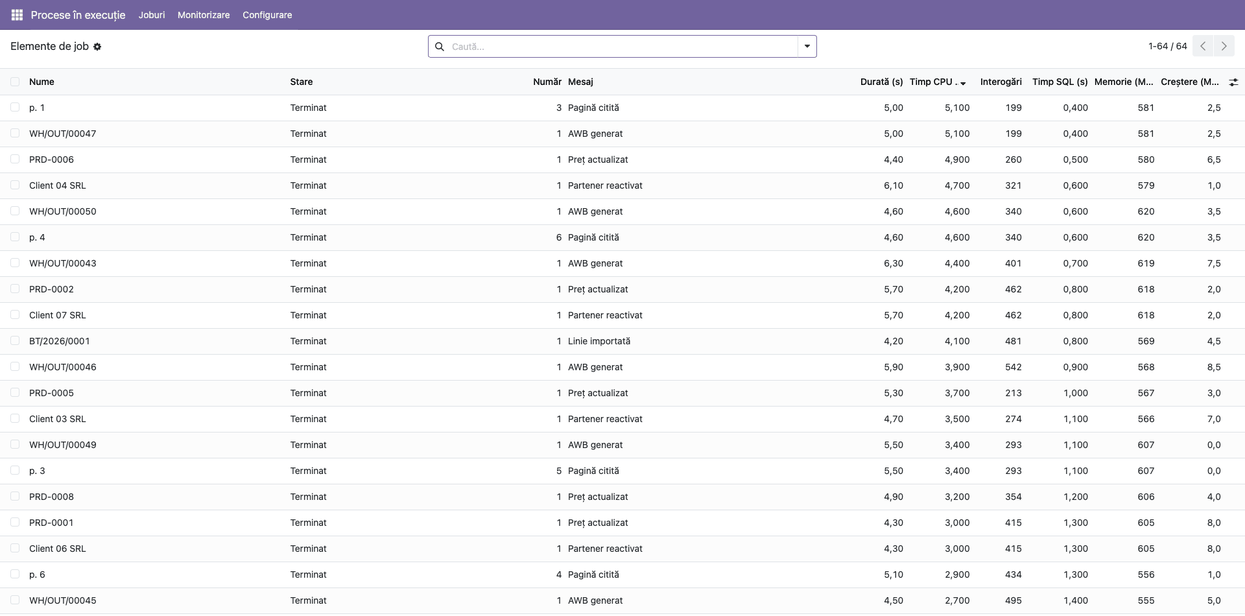 Procese în execuție Joburi Monitorizare Configurare
Elemente de job Caută... 1-64 / 64
Nume Stare Număr Mesaj Durată (s) Timp CPU . Interogări Timp SQL (s) Memorie (M... Creștere (M...
p. 1 Terminat 3 Pagină citită 5,00 5,100 199 0,400 581 2,5
WH/OUT/00047 Terminat 1 AWB generat 5,00 5,100 199 0,400 581 2,5
PRD-0006 Terminat 1 Preț actualizat 4,40 4,900 260 0,500 580 6,5
Client 04 SRL Terminat 1 Partener reactivat 6,10 4,700 321 0,600 579 1,0
WH/OUT/00050 Terminat 1 AWB generat 4,60 4,600 340 0,600 620 3,5
p. 4 Terminat 6 Pagină citită 4,60 4,600 340 0,600 620 3,5
WH/OUT/00043 Terminat 1 AWB generat 6,30 4,400 401 0,700 619 7,5
PRD-0002 Terminat 1 Preț actualizat 5,70 4,200 462 0,800 618 2,0
Client 07 SRL Terminat 1 Partener reactivat 5,70 4,200 462 0,800 618 2,0
BT/2026/0001 Terminat 1 Linie importată 4,20 4,100 481 0,800 569 4,5
WH/OUT/00046 Terminat 1 AWB generat 5,90 3,900 542 0,900 568 8,5
PRD-0005 Terminat 1 Preț actualizat 5,30 3,700 213 1,000 567 3,0
Client 03 SRL Terminat 1 Partener reactivat 4,70 3,500 274 1,100 566 7,0
WH/OUT/00049 Terminat 1 AWB generat 5,50 3,400 293 1,100 607 0,0
p. 3 Terminat 5 Pagină citită 5,50 3,400 293 1,100 607 0,0
PRD-0008 Terminat 1 Preț actualizat 4,90 3,200 354 1,200 606 4,0
PRD-0001 Terminat 1 Preț actualizat 4,30 3,000 415 1,300 605 8,0
Client 06 SRL Terminat 1 Partener reactivat 4,30 3,000 415 1,300 605 8,0
p. 6 Terminat 4 Pagină citită 5,10 2,900 434 1,300 556 1,0
WH/OUT/00045 Terminat 1 AWB generat 4,50 2,700 495 1,400 555 5,0